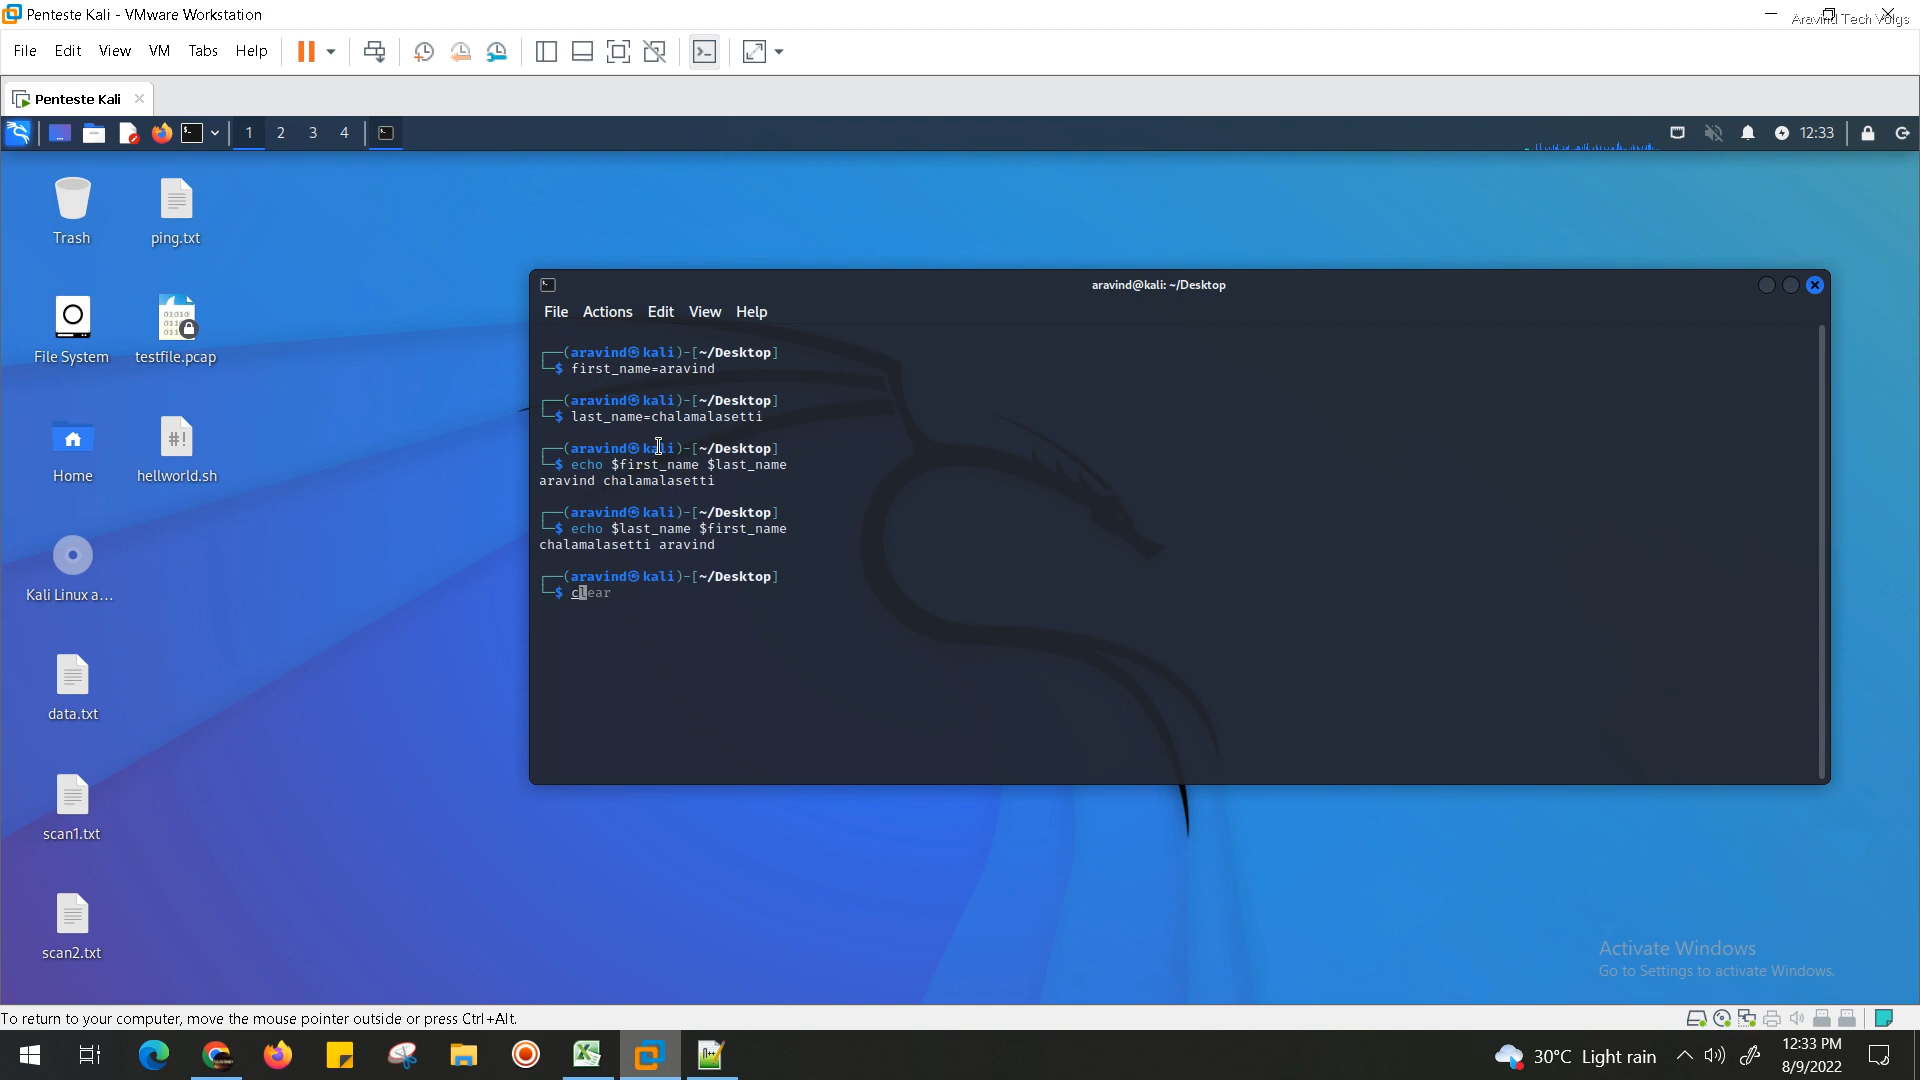 Penteste Kali - VMware Workstation
Aravind Tech Volgs
File Edit View VM Tabs Help
Penteste Kali
1 2 3 4
12:33
Trash
ping.txt
File System
testfile.pcap
Home
hellworld.sh
Kali Linux a...
data.txt
scan1.txt
scan2.txt
aravind@kali: ~/Desktop
File Actions Edit View Help
┌──(aravind㉿kali)-[~/Desktop]
└─$ first_name=aravind
┌──(aravind㉿kali)-[~/Desktop]
└─$ last_name=chalamalasetti
┌──(aravind㉿kali)-[~/Desktop]
└─$ echo $first_name $last_name
aravind chalamalasetti
┌──(aravind㉿kali)-[~/Desktop]
└─$ echo $last_name $first_name
chalamalasetti aravind
┌──(aravind㉿kali)-[~/Desktop]
└─$ clear
Activate Windows
Go to Settings to activate Windows.
To return to your computer, move the mouse pointer outside or press Ctrl+Alt.
30°C Light rain
12:33 PM
8/9/2022